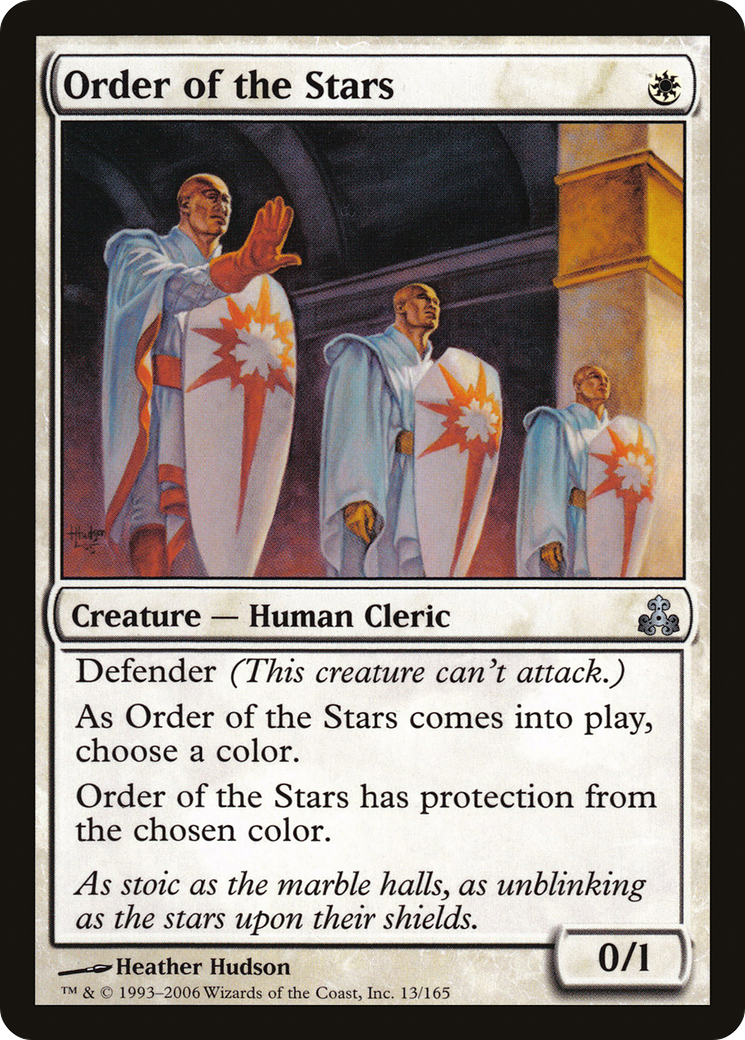 Order of the Stars
Hudson
Creature — Human Cleric
Defender (This creature can't attack.)
As Order of the Stars comes into play,
choose a color.
Order of the Stars has protection from
the chosen color.
As stoic as the marble halls, as unblinking
as the stars upon their shields.
0/1
Heather Hudson
™ & © 1993–2006 Wizards of the Coast, Inc. 13/165